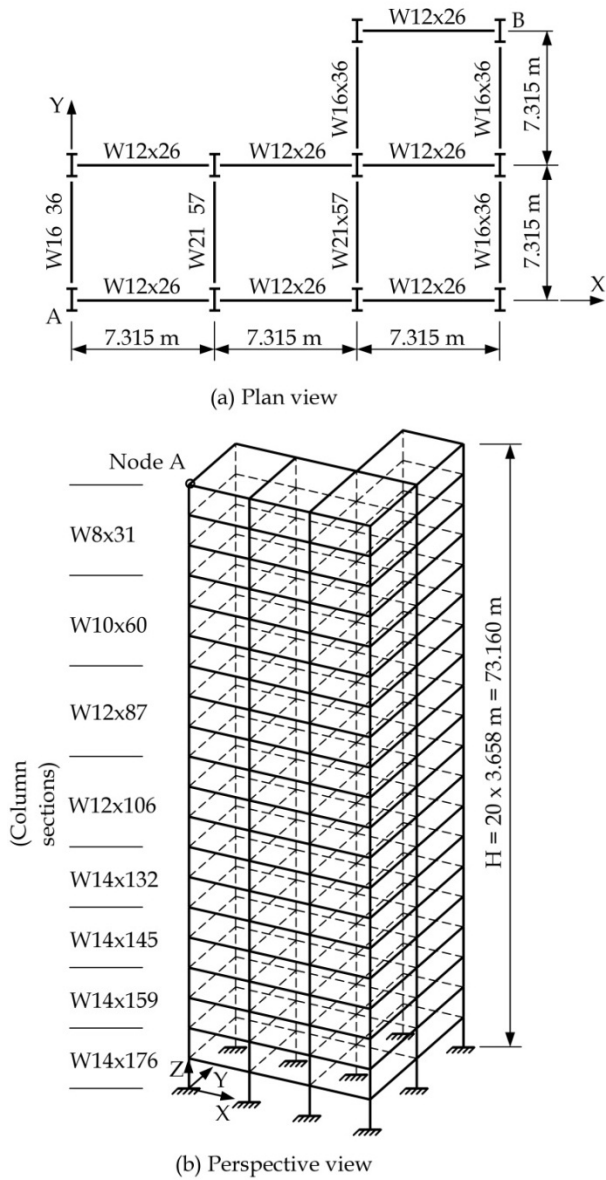 W12x26
B
W16x36
W16x36
7.315 m
Y
W12x26
W12x26
W12x26
W16 36
W21 57
W21x57
W16x36
7.315 m
W12x26
W12x26
W12x26
X
A
7.315 m
7.315 m
7.315 m
(a) Plan view
Node A
W8x31
W10x60
W12x87
W12x106
W14x132
W14x145
W14x159
W14x176
(Column
sections)
H = 20 x 3.658 m = 73.160 m
Z
Y
X
(b) Perspective view